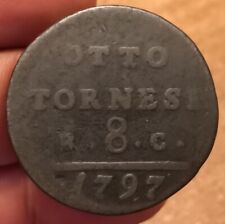 OTTO
TORNESI
R. 8. C.
1797